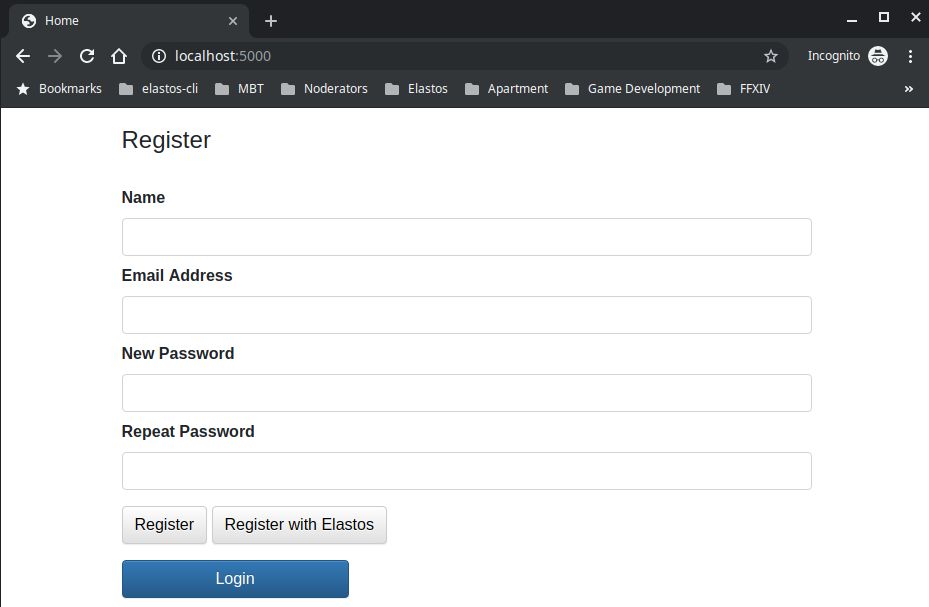 Home
localhost:5000 Incognito
Bookmarks elastos-cli MBT Noderators Elastos Apartment Game Development FFXIV »
Register
Name
Email Address
New Password
Repeat Password
Register Register with Elastos
Login